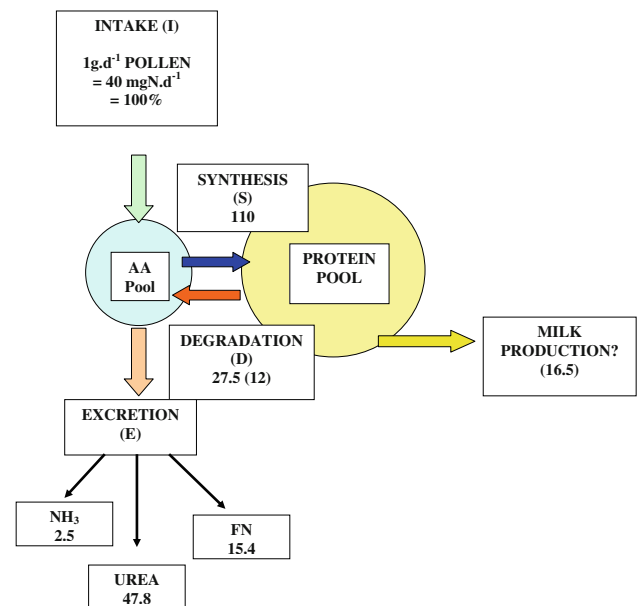 INTAKE (I)
1g.d⁻¹ POLLEN
= 40 mgN.d⁻¹
= 100%
SYNTHESIS
(S)
110
AA
Pool
PROTEIN
POOL
DEGRADATION
(D)
27.5 (12)
MILK
PRODUCTION?
(16.5)
EXCRETION
(E)
NH₃
2.5
FN
15.4
UREA
47.8